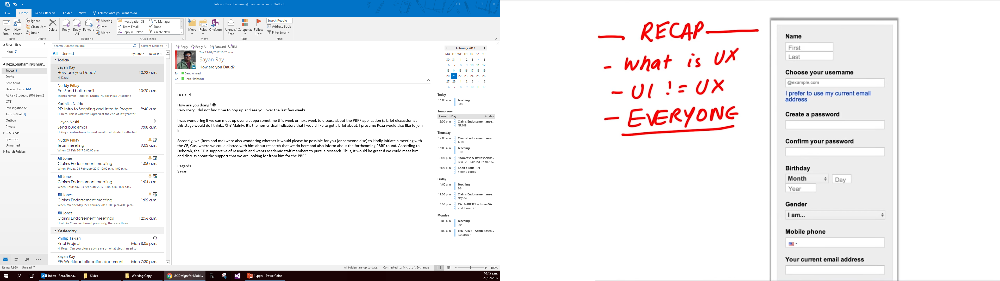 Inbox - Reza.Shahamiri@manukau.ac.nz - Outlook
File Home Send / Receive Folder View Tell me what you want to do
New Email
New Items
Ignore
Clean Up
Junk
Delete
Reply
Reply All
Forward
Meeting
IM
More
Investigation SS
Team Email
Reply & Delete
To Manager
Done
Create New
Move
Rules
OneNote
Unread/ Read
Categorize
Follow Up
Search People
Address Book
Filter Email
New Delete Respond Quick Steps Move Tags Find
Favorites
Inbox 7
Reza.Shahamiri@man...
Inbox 7
Drafts
Sent Items
Deleted Items 661
At Risk Studetns 2016 Sem 2
CTT
Investigation SS
Junk E-Mail [1]
Outbox
Private
RSS Feeds
Spambox
Unwanted
Search Folders
Search Current Mailbox Current Mailbox
All Unread By Date Newest
Today
Sayan Ray
How are you Daud? 10:23 a.m.
Hi Daud
Nuddy Pillay
Re: Send bulk email 10:20 a.m.
Thanks Hayan Regards Nuddy Nuddy Pillay Associate
Karthika Naidu
RE: Intro to Scripting and Intro to Progra... 9:40 a.m.
Hi Reza This is what was agreed at the end of last year for
Hayan Nashi
Send bulk email 9:08 a.m.
Hi Guys instructions to send email to all students attached
Nuddy Pillay
team meeting 9:03 a.m.
When: 21 Feb 2017 8:00:00 a.m.
Jill Jones
Claims Endorsement meeting 1:06 a.m.
When: Friday, 24 February 2017 12:00 p.m.-1:00 p.m..
Jill Jones
Claims Endorsement meeting 1:04 a.m.
When: Thursday, 23 February 2017 12:00 a.m.-1:00 a.m..
Jill Jones
Claims Endorsement meeting 1:02 a.m.
When: Wednesday, 22 February 2017 3:00 p.m.-4:00 p.m..
Jill Jones
Claims Endorsement meetings 12:56 a.m.
Hi all As Chan mentioned previously, there are three
Yesterday
Phillip Takiari
Final Project Mon 8:05 p.m.
Hi Reza. Can you please advise me on what steps I need to
Sayan Ray
RE: Workload allocation document Mon 7:30 p.m.
Reply Reply All Forward IM
Tue 21/02/2017 10:23 a.m.
Sayan Ray
How are you Daud?
To Daud Ahmed
Cc Reza Shahamiri
Hi Daud
How are you doing? ☺
Very sorry.. did not find time to pop up and see you over the last few weeks.
I was wondering if we can meet up over a cuppa sometime this week or next week to discuss about the PBRF application (a brief discussion at
this stage would do I think.. ☺)? Mainly, it's the non-critical indicators that I would like to get a brief about. I presume Reza would also like to join
in.
Secondly, we (Reza and me) were also wondering whether it would please be possible for you (or someone else) to kindly initiate a meeting with
the CE, Gus, where we could discuss with him about research that we do here and also inform about the forthcoming PBRF round. According to
Deborah, the CE is supportive of research and wants academic staff members to pursue research. Thus, it would be great if we could meet him
and discuss about the support that we are looking for from him for the PBRF.
Regards
Sayan
February 2017
MO TU WE TH FR SA SU
30 31 1 2 3 4 5
6 7 8 9 10 11 12
13 14 15 16 17 18 19
20 21 22 23 24 25 26
27 28 1 2 3 4 5
6 7 8 9 10 11 12
Today
11:00 a.m. Teaching
308
Tomorrow
Research Day All day
3:00 p.m. Claims Endorsement mee...
NR109
Thursday
12:00 a.m. Claims Endorsement mee...
J210
11:00 a.m. Teaching
310
2:00 p.m. Showcase & Retrospectiv...
Level 2 - Training Room/ B...
6:00 p.m. Book a Tour - DT
Floor 2 Lobby
Friday
11:00 a.m. Teaching
204
12:00 p.m. Claims Endorsement mee...
NQ104
3:00 p.m. FW: FoBIT IT Lecturers Vis...
2nd Floor, NB
Monday
8:00 a.m. Teaching
204
11:00 a.m. TENTATIVE - Adam Bosch...
Reception
Items: 7,960 Unread: 7 All folders are up to date. Connected to: Microsoft Exchange 100%
Inbox - Reza.Shaha... Slides Working Copy UX Design for Mobi... 1 .pptx - PowerPoint
10:45 a.m.
21/02/2017
— RECAP —
- What is UX
- UI != UX
- EVERYONE
Name
First
Last
Choose your username
@example.com
I prefer to use my current email
address
Create a password
Confirm your password
Birthday
Month Day
Year
Gender
I am...
Mobile phone
Your current email address